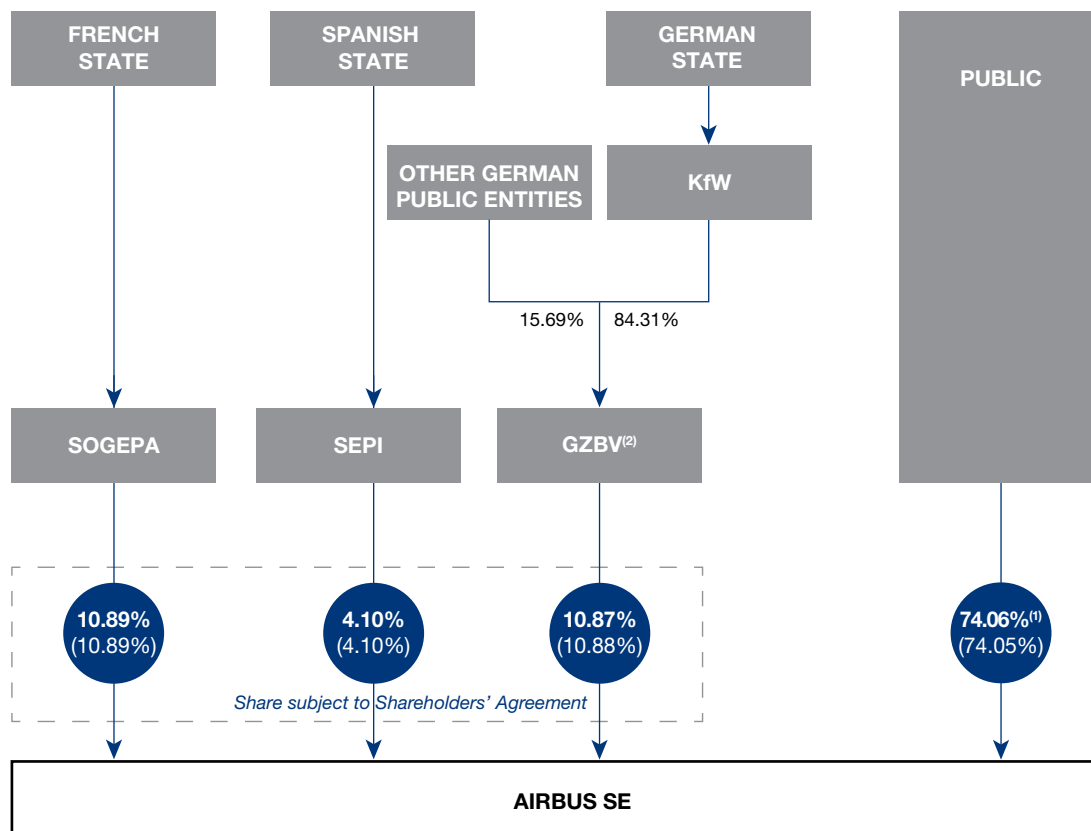 FRENCH
STATE
SPANISH
STATE
GERMAN
STATE
PUBLIC
OTHER GERMAN
PUBLIC ENTITIES
KfW
15.69%
84.31%
SOGEPA
SEPI
GZBV(2)
10.89%
(10.89%)
4.10%
(4.10%)
10.87%
(10.88%)
74.06%(1)
(74.05%)
Share subject to Shareholders’ Agreement
AIRBUS SE